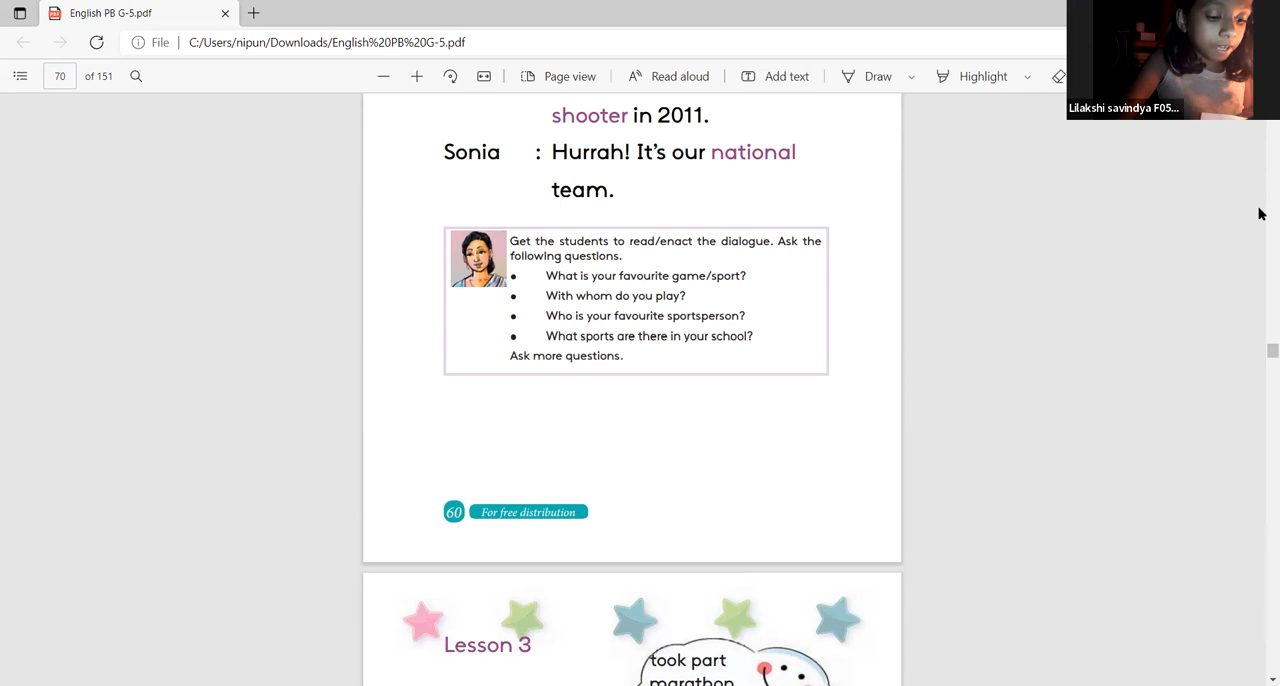 English PB G-5.pdf
File | C:/Users/nipun/Downloads/English%20PB%20G-5.pdf
70 of 151 Page view Read aloud Add text Draw Highlight
Lilakshi savindya F05...
shooter in 2011.
Sonia : Hurrah! It's our national
team.
Get the students to read/enact the dialogue. Ask the
following questions.
• What is your favourite game/sport?
• With whom do you play?
• Who is your favourite sportsperson?
• What sports are there in your school?
Ask more questions.
60 For free distribution
Lesson 3
took part
marathon